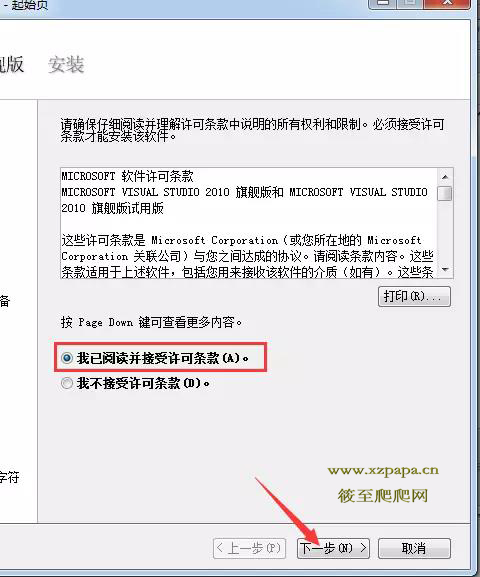 - 起始页
舰版 安装
请确保仔细阅读并理解许可条款中说明的所有权利和限制。必须接受许可
条款才能安装该软件。
MICROSOFT 软件许可条款
MICROSOFT VISUAL STUDIO 2010 旗舰版和 MICROSOFT VISUAL STUDIO
2010 旗舰版试用版
这些许可条款是 Microsoft Corporation（或您所在地的 Microsoft
Corporation 关联公司）与您之间达成的协议。请阅读条款内容。这些
条款适用于上述软件，包括您用来接收该软件的介质（如有）。这些条
备
打印(R)...
按 Page Down 键可查看更多内容。
我已阅读并接受许可条款(A)。
我不接受许可条款(D)。
字符
www.xzpapa.cn
筱至爬爬网
< 上一步(P) 下一步(N) > 取消